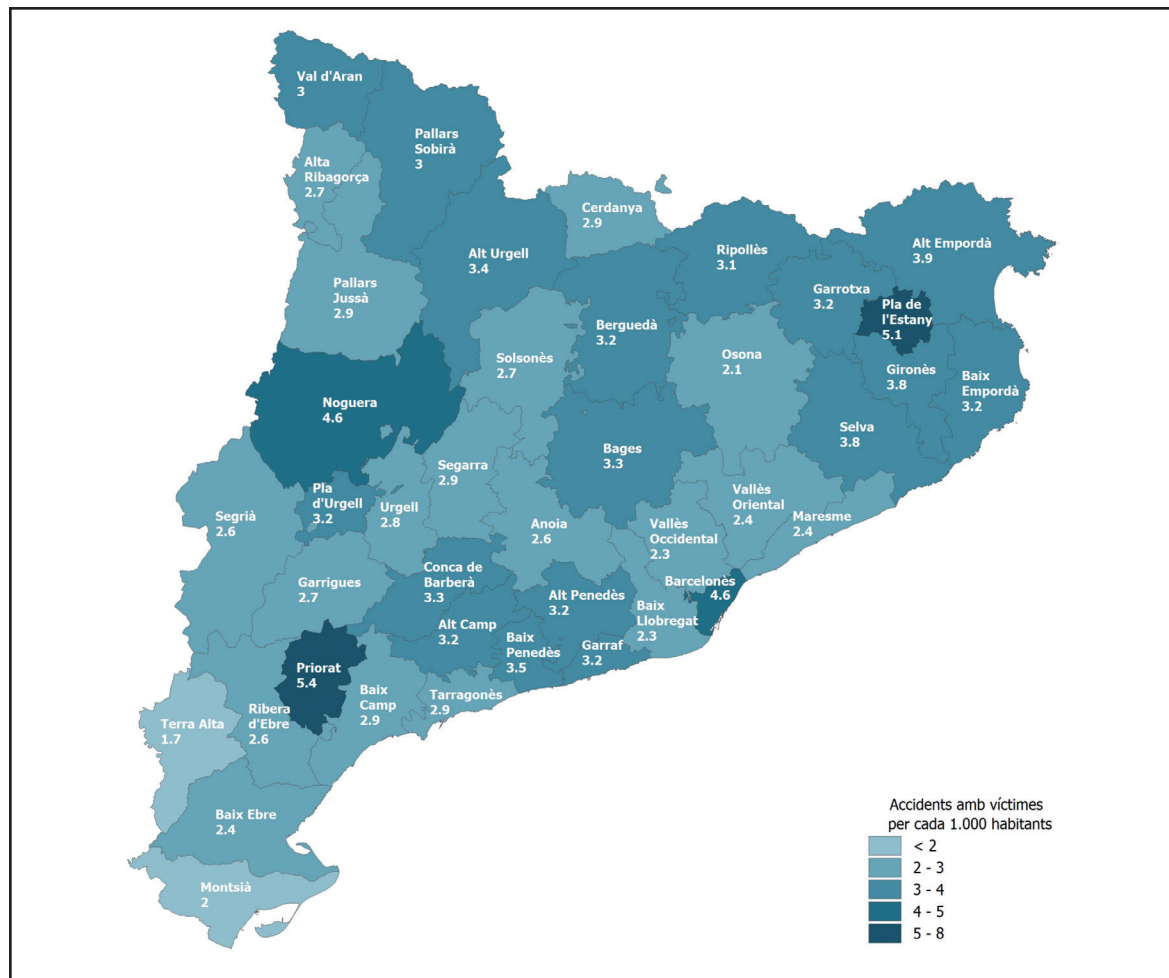 Val d'Aran
3
Pallars
Sobirà
3
Alta
Ribagorça
2.7
Cerdanya
2.9
Alt Urgell
3.4
Ripollès
3.1
Alt Empordà
3.9
Garrotxa
3.2
Pallars
Jussà
2.9
Pla de
l'Estany
5.1
Berguedà
3.2
Solsonès
2.7
Osona
2.1
Gironès
3.8
Baix
Empordà
3.2
Noguera
4.6
Selva
3.8
Bages
3.3
Segarra
2.9
Pla
d'Urgell
3.2
Urgell
2.8
Segrià
2.6
Anoia
2.6
Vallès
Oriental
2.4
Maresme
2.4
Vallès
Occidental
2.3
Garrigues
2.7
Conca de
Barberà
3.3
Barcelonès
4.6
Alt Penedès
3.2
Baix
Llobregat
2.3
Alt Camp
3.2
Baix
Penedès
3.5
Garraf
3.2
Priorat
5.4
Baix
Camp
2.9
Tarragonès
2.9
Ribera
d'Ebre
2.6
Terra Alta
1.7
Baix Ebre
2.4
Montsià
2
Accidents amb víctimes
per cada 1.000 habitants
< 2
2 - 3
3 - 4
4 - 5
5 - 8